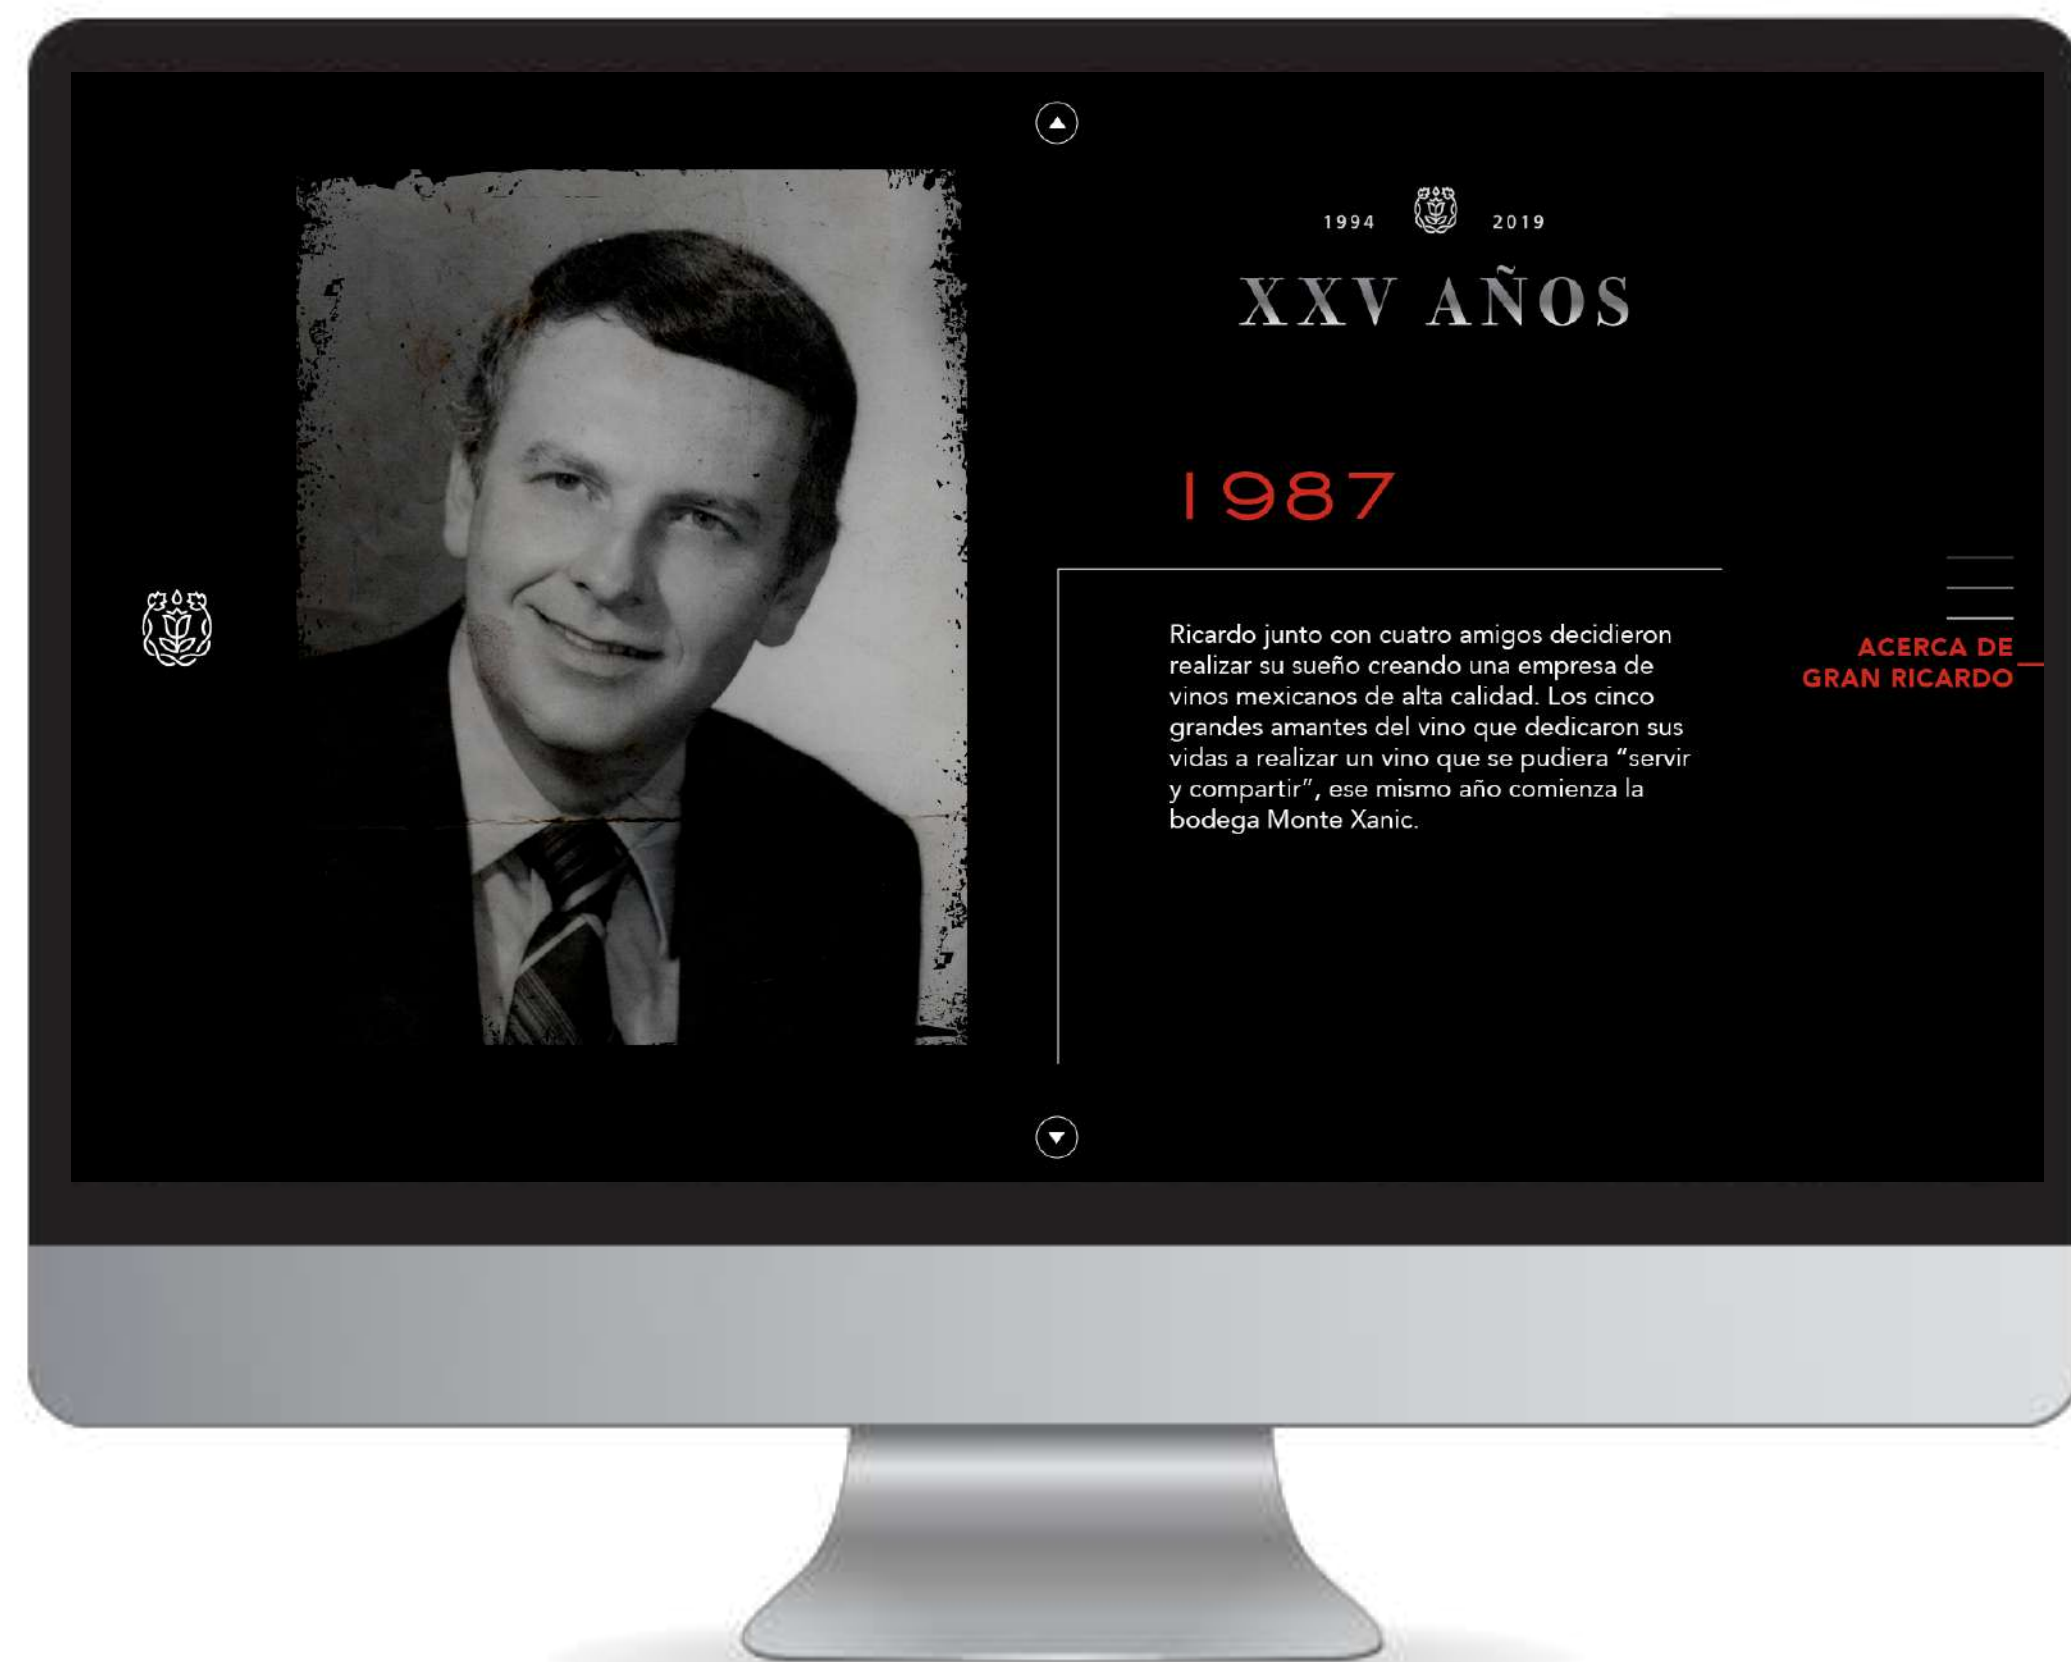 1994 2019
XXV AÑOS
1987
Ricardo junto con cuatro amigos decidieron
realizar su sueño creando una empresa de
vinos mexicanos de alta calidad. Los cinco
grandes amantes del vino que dedicaron sus
vidas a realizar un vino que se pudiera “servir
y compartir”, ese mismo año comienza la
bodega Monte Xanic.
ACERCA DE
GRAN RICARDO